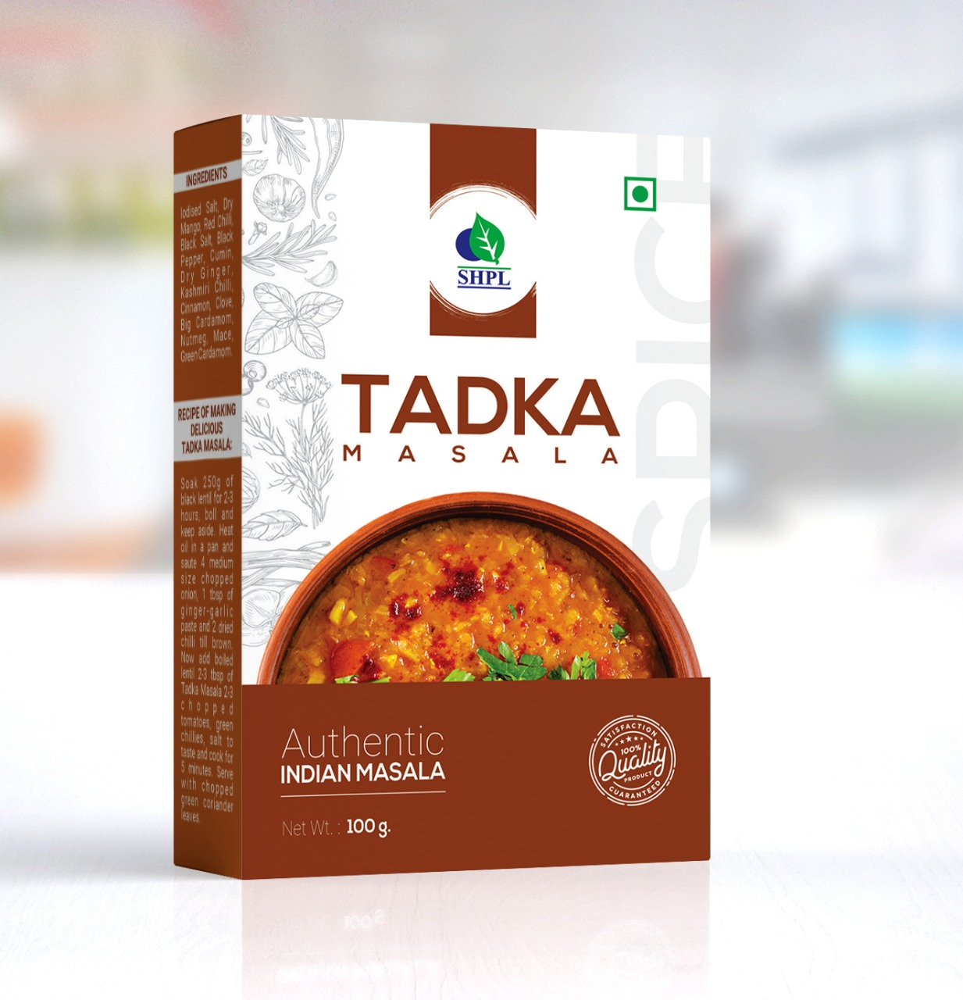 INGREDIENTS
Iodised Salt, Dry
Mango, Red Chilli,
Black Salt, Black
Pepper, Cumin,
Dry Ginger,
Kashmiri Chilli,
Cinnamon, Clove,
Big Cardamom,
Nutmeg, Mace,
Green Cardamom.
RECIPE OF MAKING
DELICIOUS
TADKA MASALA:
Soak 250g of
black lentil for 2-3
hours, boil and
keep aside. Heat
oil in a pan and
saute 4 medium
size chopped
onion, 1 tbsp of
ginger-garlic
paste and 2 dried
chilli till brown.
Now add boiled
lentil 2-3 tbsp of
Tadka Masala 2-3
chopped
tomatoes, green
chillies, salt to
taste and cook for
5 minutes. Serve
with chopped
green coriander
leaves.
SHPL
SPICE
TADKA
MASALA
Authentic
INDIAN MASALA
Net Wt. : 100 g.
SATISFACTION
100%
Quality
PRODUCT
GUARANTEED